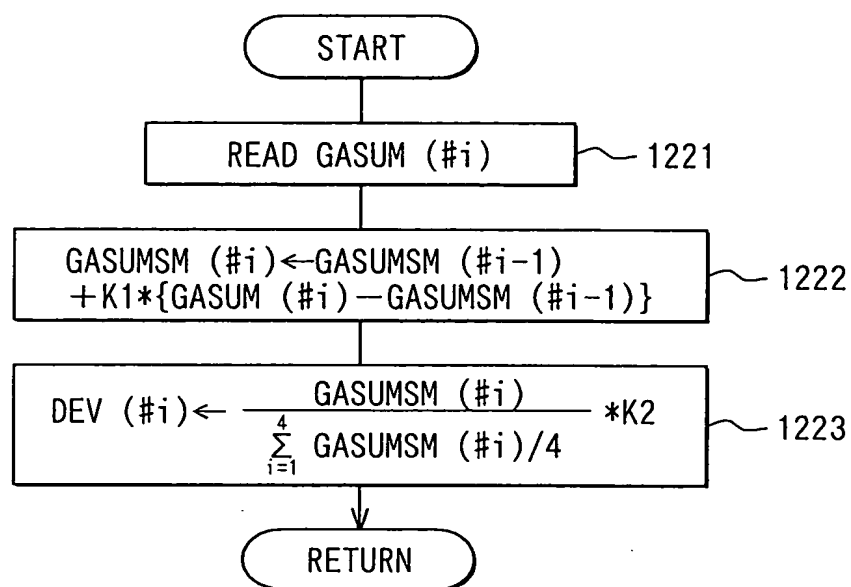 START
READ GASUM (#i)
1221
GASUMSM (#i)←GASUMSM (#i-1)
+K1*{GASUM (#i)−GASUMSM (#i-1)}
1222
DEV (#i)← GASUMSM (#i) / 4 Σ i=1 GASUMSM (#i)/4 *K2
1223
RETURN